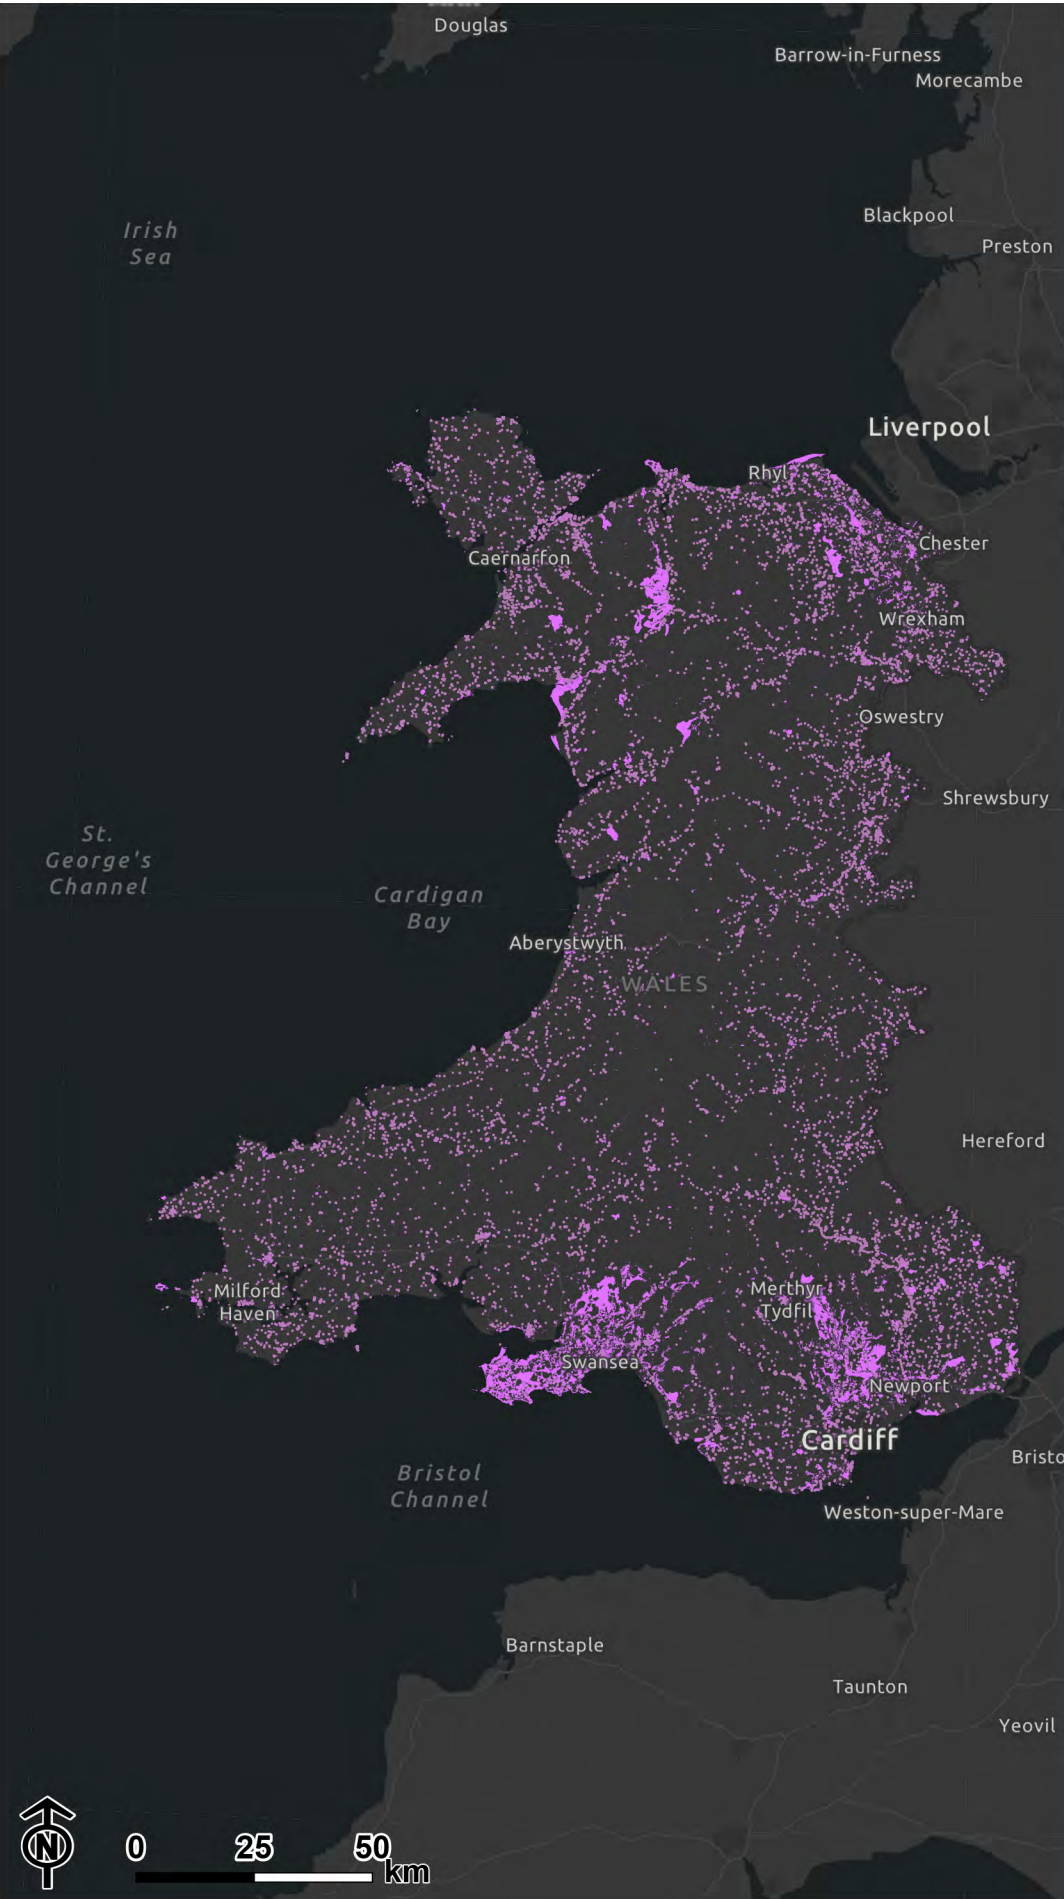 Douglas
Barrow-in-Furness
Morecambe
Blackpool
Irish
Sea
Preston
Liverpool
Rhyl
Chester
Caernarfon
Wrexham
Oswestry
Shrewsbury
St.
George's
Channel
Cardigan
Bay
Aberystwyth
WALES
Hereford
Milford
Haven
Merthyr
Tydfil
Swansea
Newport
Cardiff
Bristo
Bristol
Channel
Weston-super-Mare
Barnstaple
Taunton
Yeovil
N
0 25 50
km